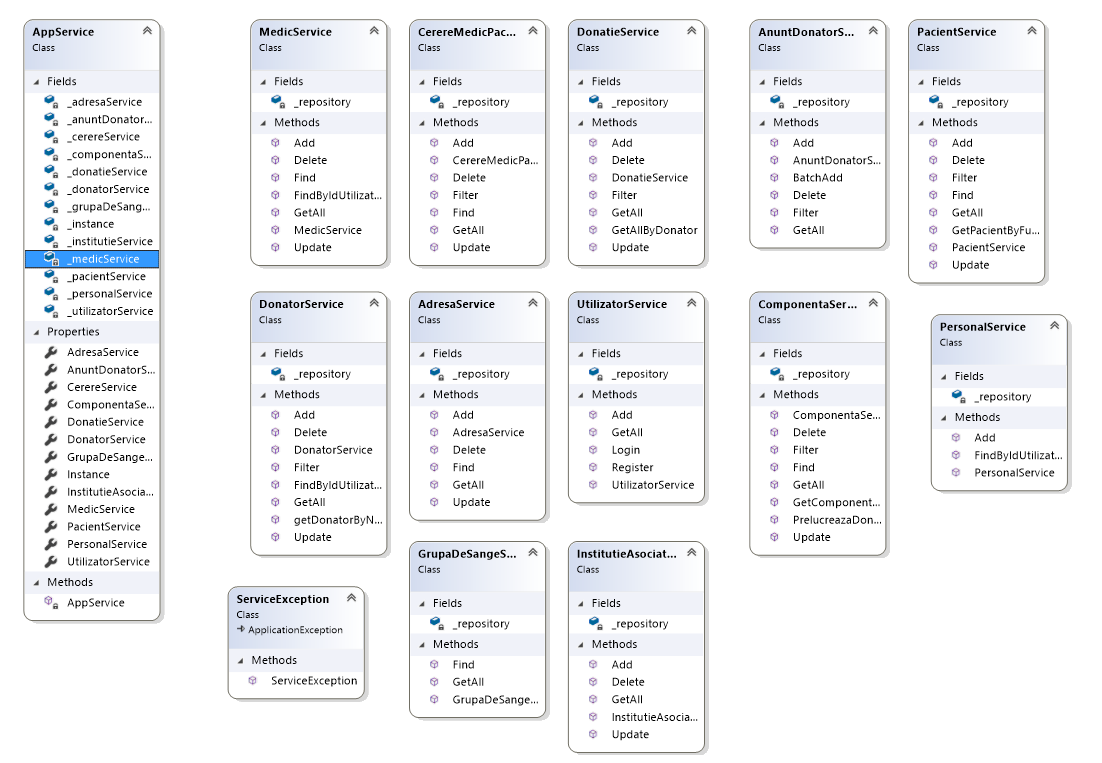 AppService
Class
Fields
_adresaService
_anuntDonator...
_cerereService
_componentaS...
_donatieService
_donatorService
_grupaDeSang...
_instance
_institutieService
_medicService
_pacientService
_personalService
_utilizatorService
Properties
AdresaService
AnuntDonatorS...
CerereService
ComponentaSe...
DonatieService
DonatorService
GrupaDeSange...
Instance
InstitutieAsocia...
MedicService
PacientService
PersonalService
UtilizatorService
Methods
AppService
MedicService
Class
Fields
_repository
Methods
Add
Delete
Find
FindByIdUtilizat...
GetAll
MedicService
Update
CerereMedicPac...
Class
Fields
_repository
Methods
Add
CerereMedicPa...
Delete
Filter
Find
GetAll
Update
DonatieService
Class
Fields
_repository
Methods
Add
Delete
DonatieService
Filter
GetAll
GetAllByDonator
Update
AnuntDonatorS...
Class
Fields
_repository
Methods
Add
AnuntDonatorS...
BatchAdd
Delete
Filter
GetAll
PacientService
Class
Fields
_repository
Methods
Add
Delete
Filter
Find
GetAll
GetPacientByFu...
PacientService
Update
DonatorService
Class
Fields
_repository
Methods
Add
Delete
DonatorService
Filter
FindByIdUtilizat...
GetAll
getDonatorByN...
Update
AdresaService
Class
Fields
_repository
Methods
Add
AdresaService
Delete
Find
GetAll
Update
UtilizatorService
Class
Fields
_repository
Methods
Add
GetAll
Login
Register
UtilizatorService
ComponentaSer...
Class
Fields
_repository
Methods
ComponentaSe...
Delete
Filter
Find
GetAll
GetComponent...
PrelucreazaDon...
Update
PersonalService
Class
Fields
_repository
Methods
Add
FindByIdUtilizat...
PersonalService
ServiceException
Class
ApplicationException
Methods
ServiceException
GrupaDeSangeS...
Class
Fields
_repository
Methods
Find
GetAll
GrupaDeSange...
InstitutieAsociat...
Class
Fields
_repository
Methods
Add
Delete
GetAll
InstitutieAsocia...
Update